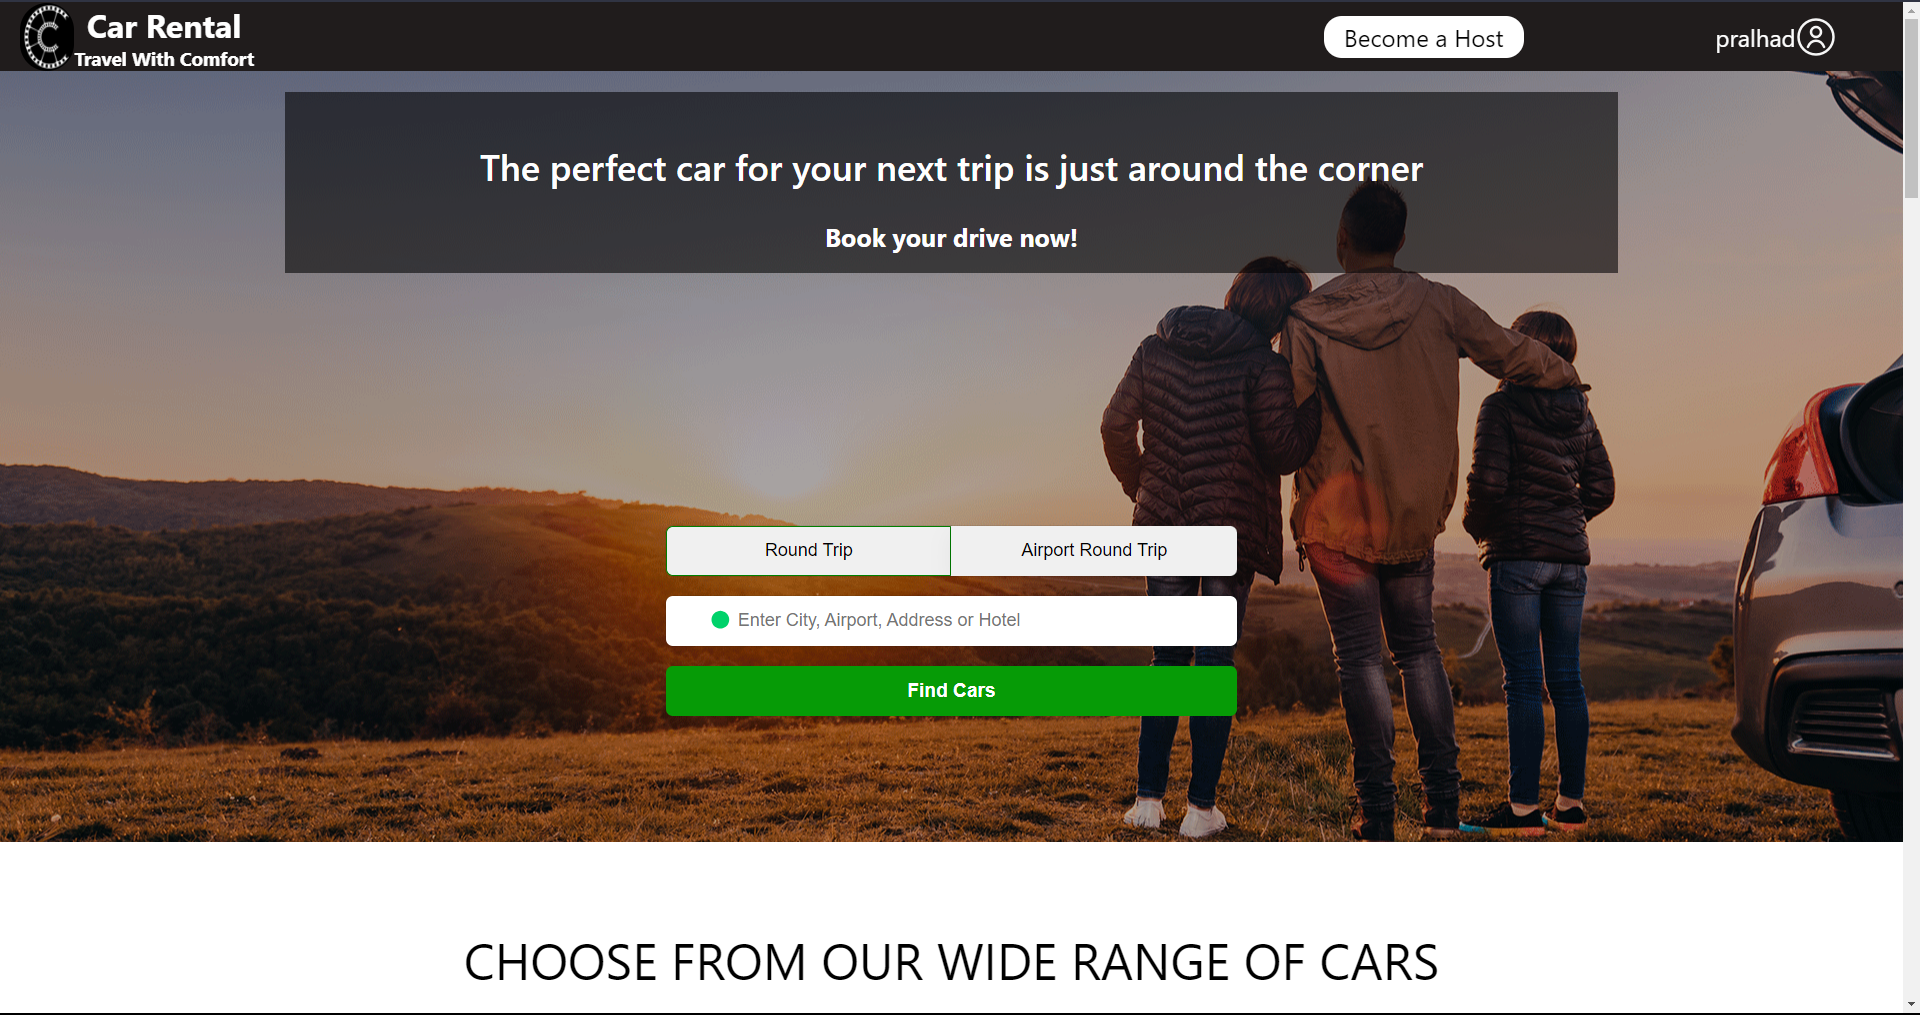 Car Rental
Travel With Comfort
Become a Host
pralhad
The perfect car for your next trip is just around the corner
Book your drive now!
Round Trip
Airport Round Trip
Enter City, Airport, Address or Hotel
Find Cars
CHOOSE FROM OUR WIDE RANGE OF CARS